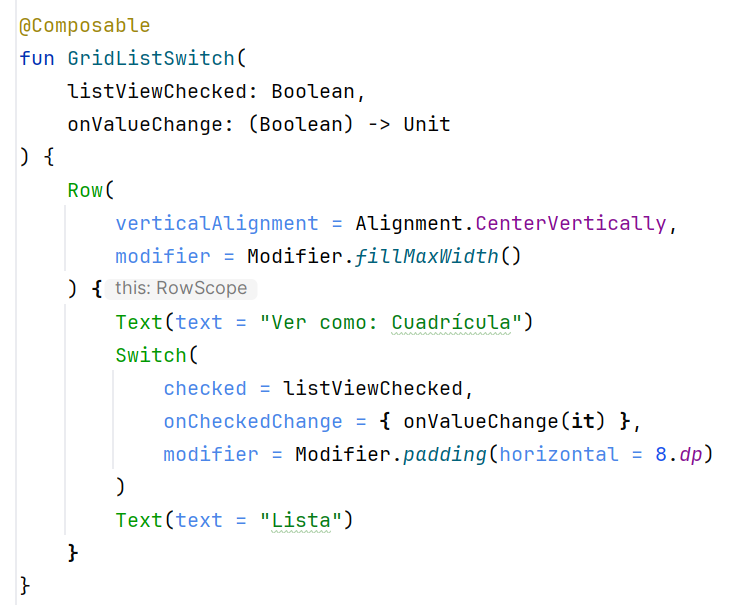 @Composable
fun GridListSwitch(
    listViewChecked: Boolean,
    onValueChange: (Boolean) -> Unit
) {
    Row(
        verticalAlignment = Alignment.CenterVertically,
        modifier = Modifier.fillMaxWidth()
    ) { this: RowScope
        Text(text = "Ver como: Cuadrícula")
        Switch(
            checked = listViewChecked,
            onCheckedChange = { onValueChange(it) },
            modifier = Modifier.padding(horizontal = 8.dp)
        )
        Text(text = "Lista")
    }
}